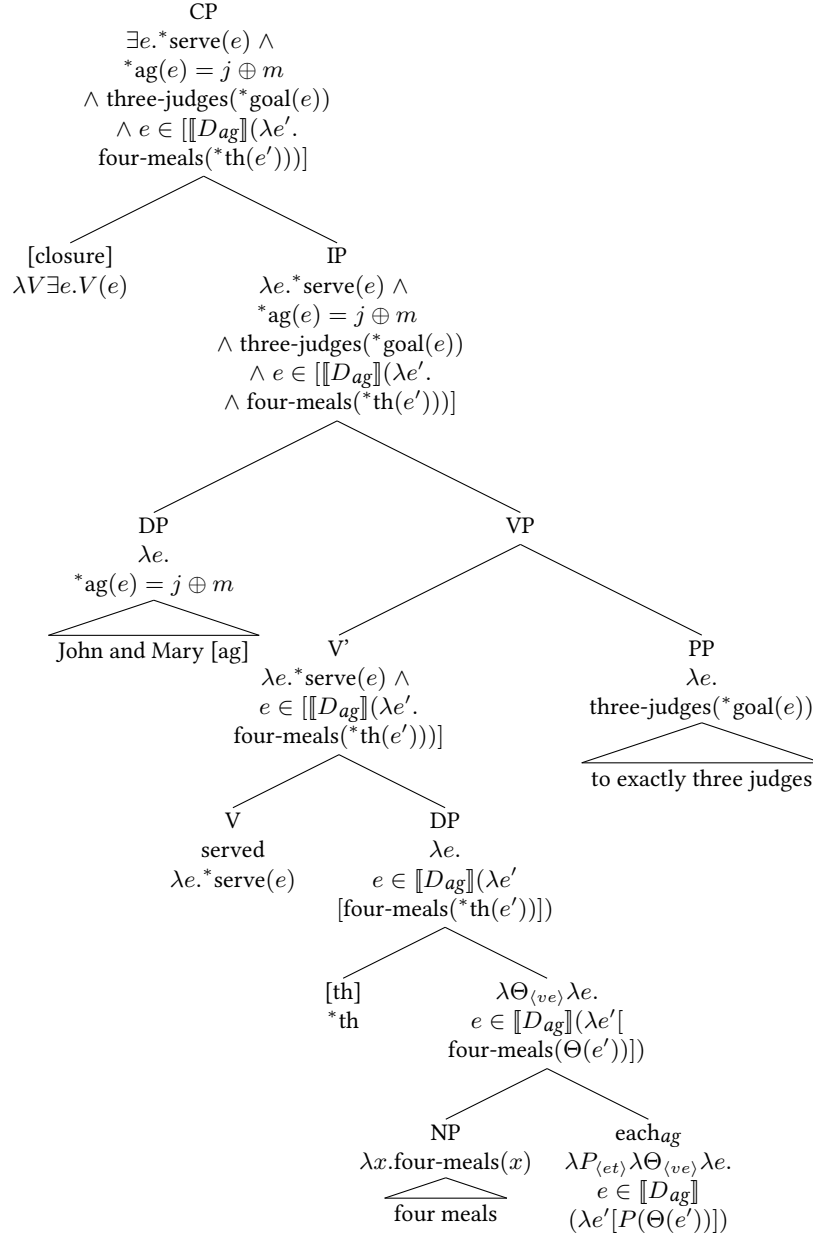 CP
∃e.*serve(e) ∧
*ag(e) = j ⊕ m
∧ three-judges(*goal(e))
∧ e ∈ [⟦D_ag⟧(λe′.
four-meals(*th(e′)))]
[closure]
λV∃e.V(e)
IP
λe.*serve(e) ∧
*ag(e) = j ⊕ m
∧ three-judges(*goal(e))
∧ e ∈ [⟦D_ag⟧(λe′.
∧ four-meals(*th(e′)))]
DP
λe.
*ag(e) = j ⊕ m
John and Mary [ag]
VP
V’
λe.*serve(e) ∧
e ∈ [⟦D_ag⟧(λe′.
four-meals(*th(e′)))]
PP
λe.
three-judges(*goal(e))
to exactly three judges
V
served
λe.*serve(e)
DP
λe.
e ∈ ⟦D_ag⟧(λe′
[four-meals(*th(e′))])
[th]
*th
λΘ⟨ve⟩λe.
e ∈ ⟦D_ag⟧(λe′[
four-meals(Θ(e′))])
NP
λx.four-meals(x)
four meals
each_ag
λP⟨et⟩λΘ⟨ve⟩λe.
e ∈ ⟦D_ag⟧
(λe′[P(Θ(e′))])